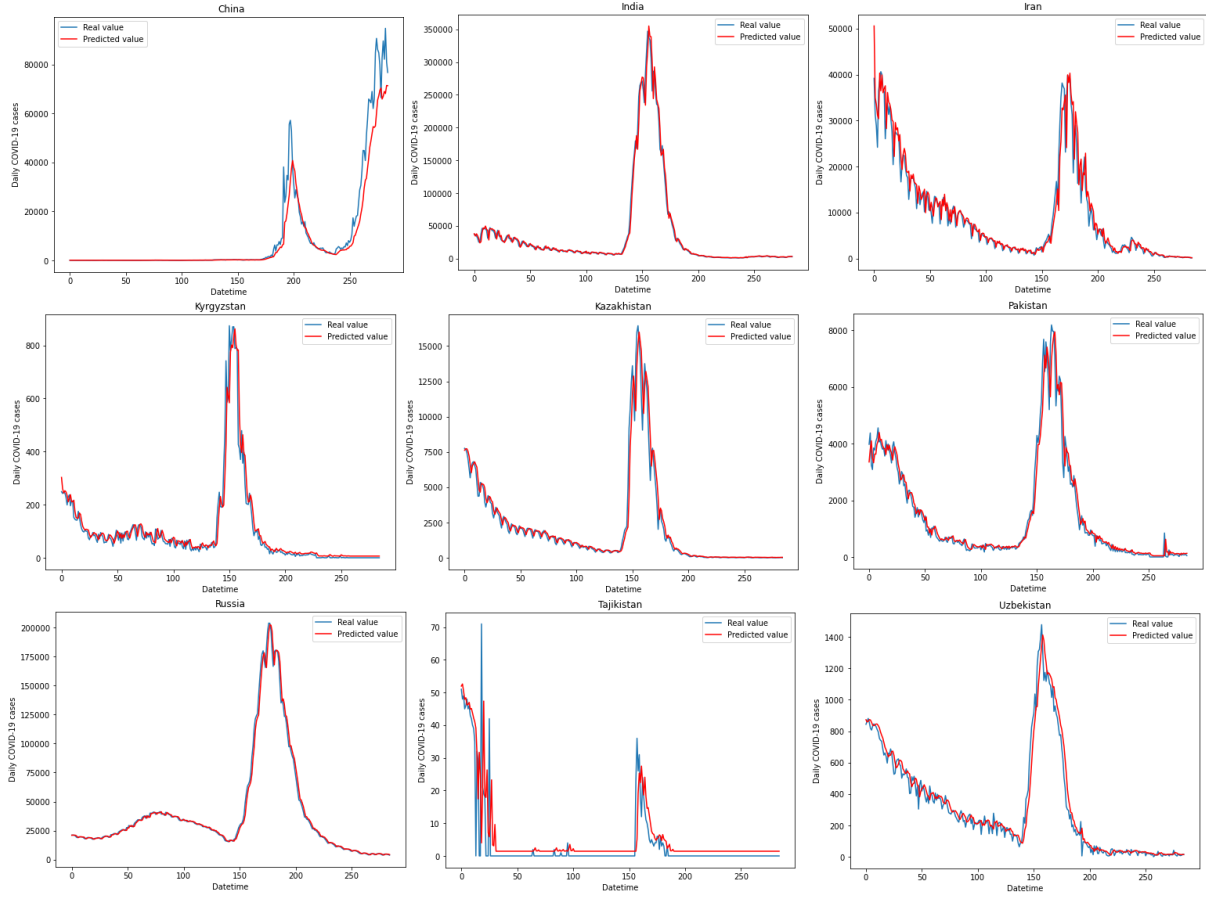 China
Real value
Predicted value
Daily COVID-19 cases
80000
60000
40000
20000
0
0 50 100 150 200 250
Datetime
India
Real value
Predicted value
Daily COVID-19 cases
350000
300000
250000
200000
150000
100000
50000
0
0 50 100 150 200 250
Datetime
Iran
Real value
Predicted value
Daily COVID-19 cases
50000
40000
30000
20000
10000
0
0 50 100 150 200 250
Datetime
Kyrgyzstan
Real value
Predicted value
Daily COVID-19 cases
800
600
400
200
0
0 50 100 150 200 250
Datetime
Kazakhstan
Real value
Predicted value
Daily COVID-19 cases
15000
12500
10000
7500
5000
2500
0
0 50 100 150 200 250
Datetime
Pakistan
Real value
Predicted value
Daily COVID-19 cases
8000
6000
4000
2000
0
0 50 100 150 200 250
Datetime
Russia
Real value
Predicted value
Daily COVID-19 cases
200000
175000
150000
125000
100000
75000
50000
25000
0
0 50 100 150 200 250
Datetime
Tajikistan
Real value
Predicted value
Daily COVID-19 cases
70
60
50
40
30
20
10
0
0 50 100 150 200 250
Datetime
Uzbekistan
Real value
Predicted value
Daily COVID-19 cases
1400
1200
1000
800
600
400
200
0
0 50 100 150 200 250
Datetime